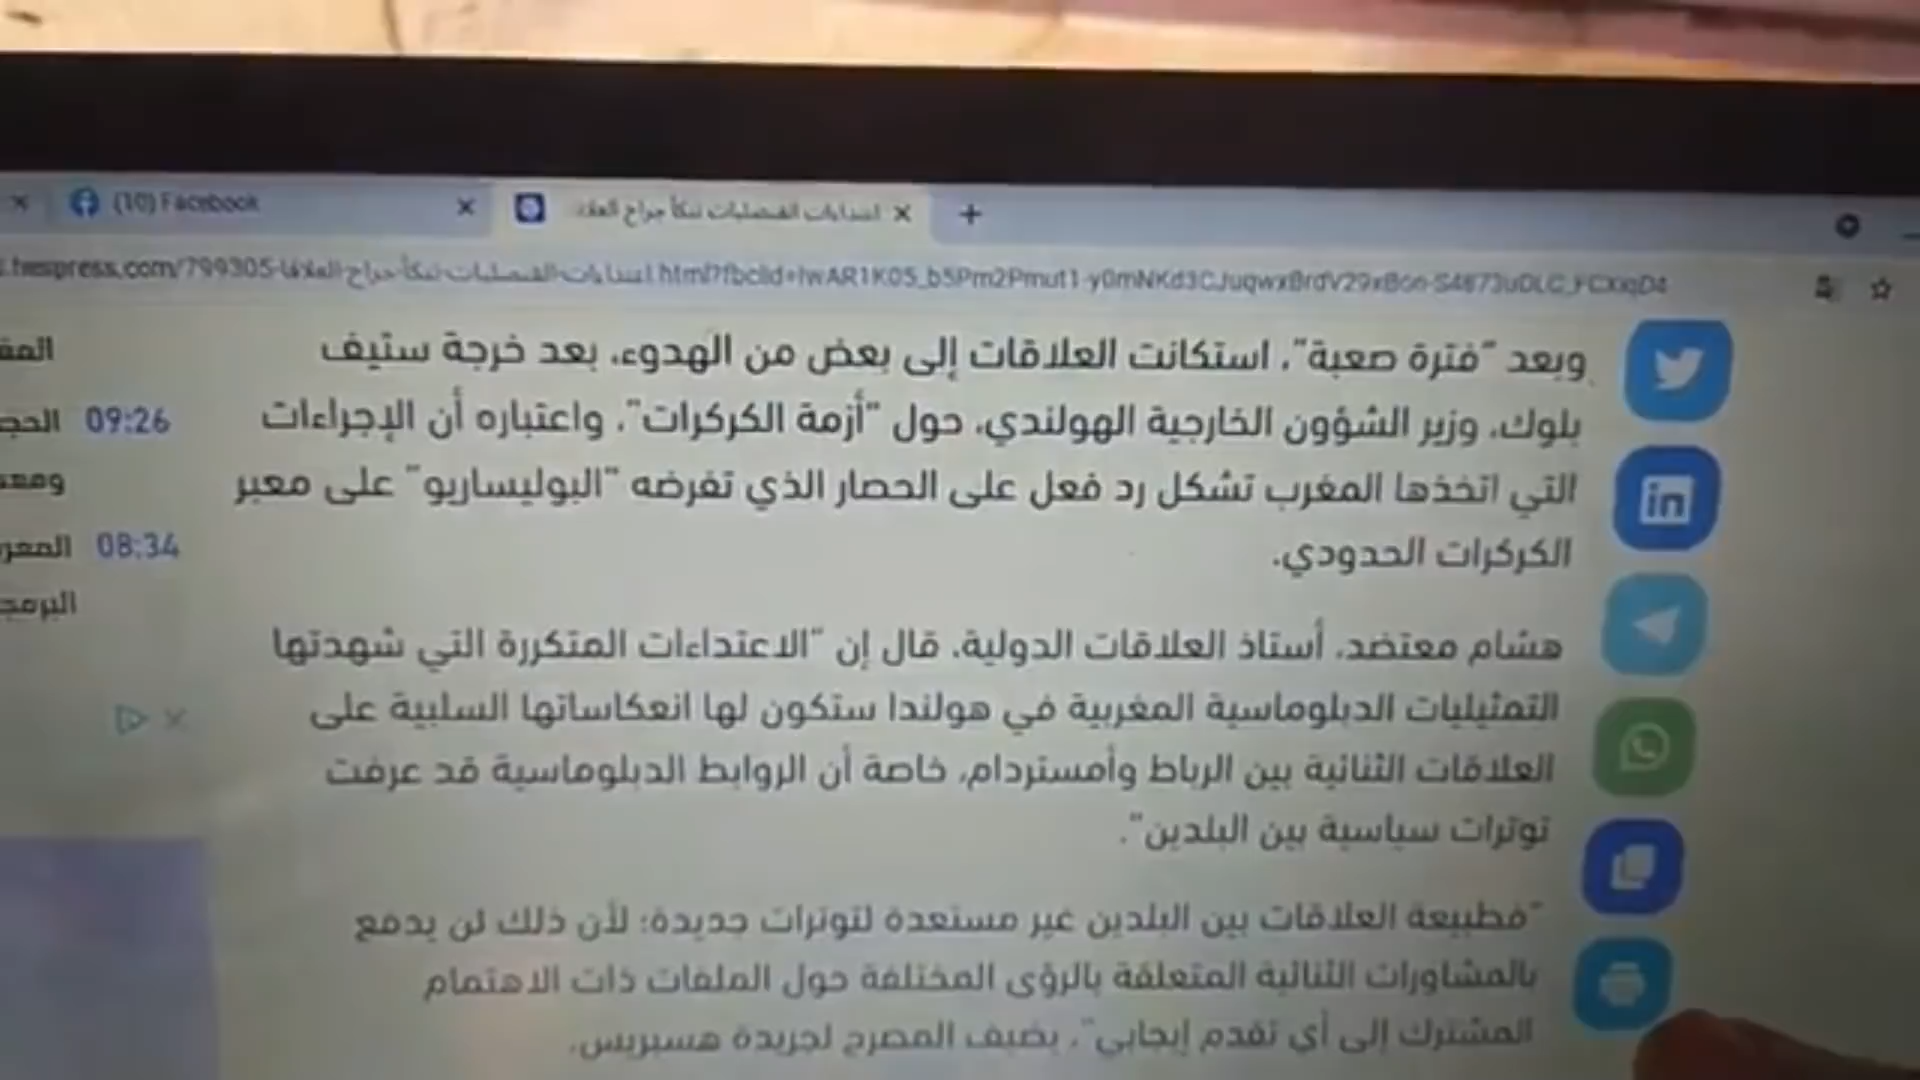 (10) Facebook
اعتداءات القنصليات تنكأ جراح العلاقا
وبعد "فترة صعبة"، استكانت العلاقات إلى بعض من الهدوء، بعد خرجة ستيف
بلوك، وزير الشؤون الخارجية الهولندي، حول "أزمة الكركرات"، واعتباره أن الإجراءات
التي اتخذها المغرب تشكل رد فعل على الحصار الذي تفرضه "البوليساريو" على معبر
الكركرات الحدودي.
هشام معتضد، أستاذ العلاقات الدولية، قال إن "الاعتداءات المتكررة التي شهدتها
التمثيليات الدبلوماسية المغربية في هولندا ستكون لها انعكاساتها السلبية على
العلاقات الثنائية بين الرباط وأمستردام، خاصة أن الروابط الدبلوماسية قد عرفت
توترات سياسية بين البلدين".
"فطبيعة العلاقات بين البلدين غير مستعدة لتوترات جديدة؛ لأن ذلك لن يدفع
بالمشاورات الثنائية المتعلقة بالرؤى المختلفة حول الملفات ذات الاهتمام
المشترك إلى أي تقدم إيجابي"، يضيف المصرح لجريدة هسبريس.
in
09:26
08:34